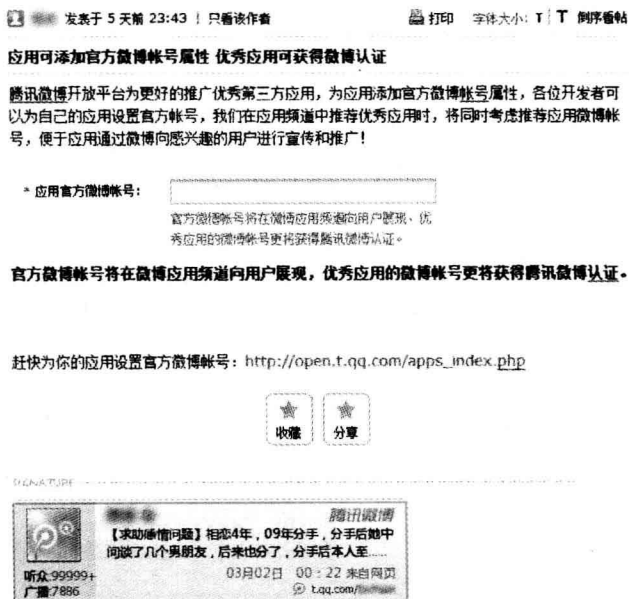 发表于 5 天前 23:43 | 只看该作者 打印 字体大小: T | T 倒序看帖
应用可添加官方微博帐号属性 优秀应用可获得微博认证
腾讯微博开放平台为更好的推广优秀第三方应用，为应用添加官方微博帐号属性，各位开发者可
以为自己的应用设置官方帐号，我们在应用频道中推荐优秀应用时，将同时考虑推荐应用微博帐
号，便于应用通过微博向感兴趣的用户进行宣传和推广！
* 应用官方微博帐号：
官方微博帐号将在微博应用频道向用户展现，优
秀应用的微博帐号更将获得腾讯微博认证。
官方微博帐号将在微博应用频道向用户展现，优秀应用的微博帐号更将获得腾讯微博认证。
赶快为你的应用设置官方微博帐号：http://open.t.qq.com/apps_index.php
收藏 分享
SIGNATURE
腾讯微博
【求助感情问题】相恋4年，09年分手，分手后她中
间谈了几个男朋友，后来也分了，分手后本人至......
听众:99999+ 03月02日 00：22 来自网页
广播:7886 t.qq.com/